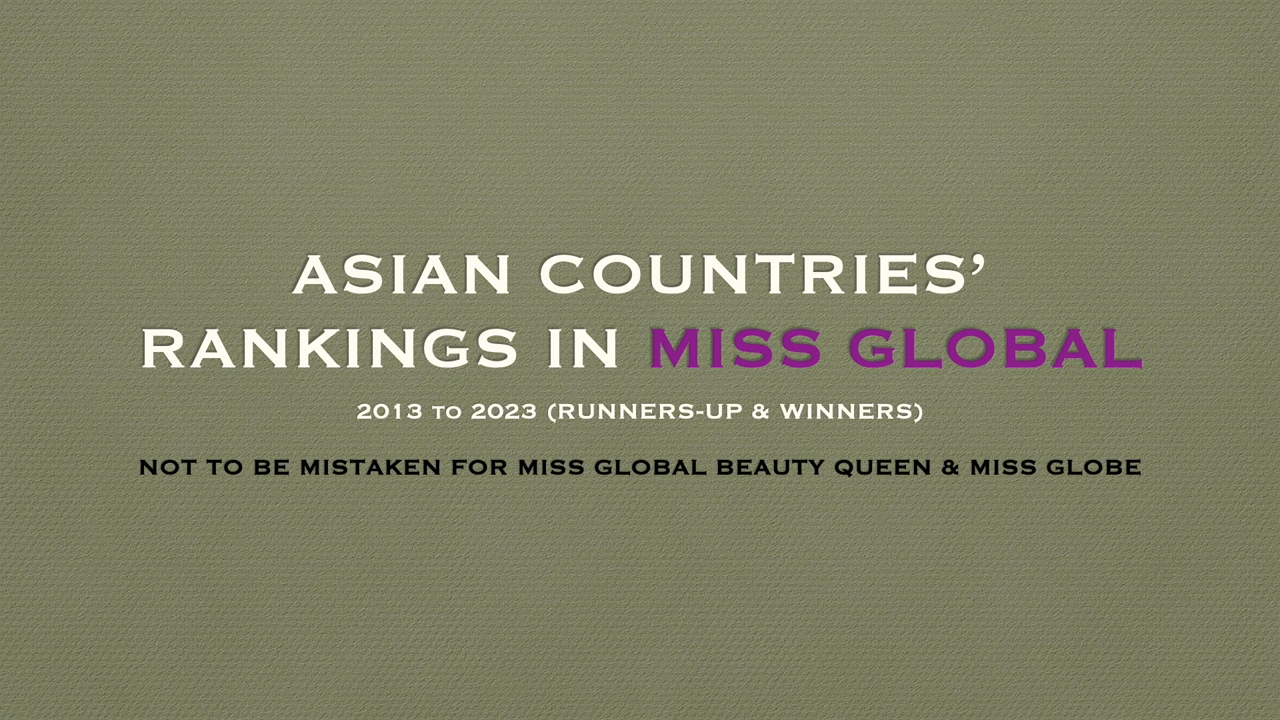 ASIAN COUNTRIES’
RANKINGS IN MISS GLOBAL
2013 TO 2023 (RUNNERS-UP & WINNERS)
NOT TO BE MISTAKEN FOR MISS GLOBAL BEAUTY QUEEN & MISS GLOBE